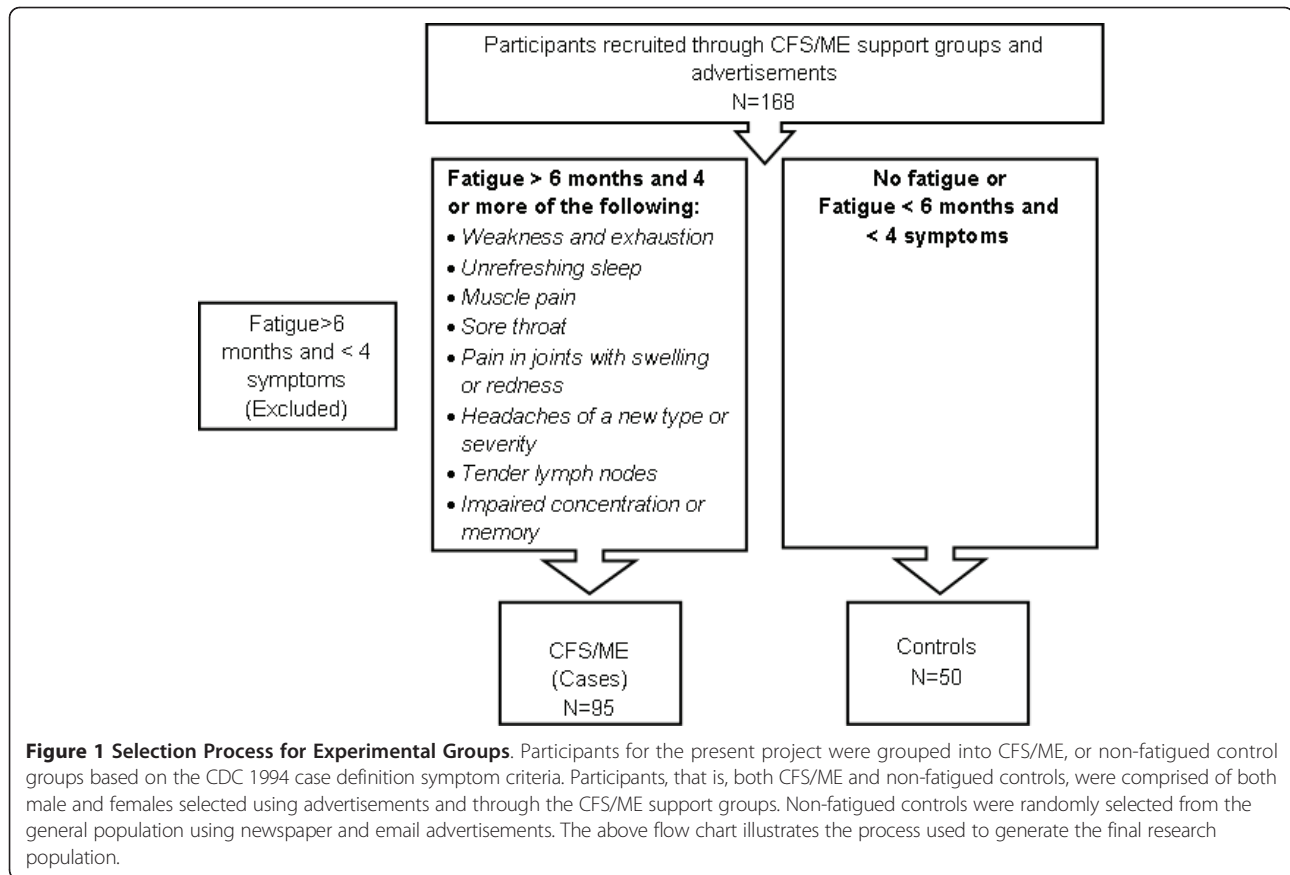 Participants recruited through CFS/ME support groups and
advertisements
N=168
Fatigue > 6 months and 4
or more of the following:
• Weakness and exhaustion
• Unrefreshing sleep
• Muscle pain
• Sore throat
• Pain in joints with swelling
or redness
• Headaches of a new type or
severity
• Tender lymph nodes
• Impaired concentration or
memory
No fatigue or
Fatigue < 6 months and
< 4 symptoms
Fatigue>6
months and < 4
symptoms
(Excluded)
CFS/ME
(Cases)
N=95
Controls
N=50
Figure 1 Selection Process for Experimental Groups. Participants for the present project were grouped into CFS/ME, or non-fatigued control
groups based on the CDC 1994 case definition symptom criteria. Participants, that is, both CFS/ME and non-fatigued controls, were comprised of both
male and females selected using advertisements and through the CFS/ME support groups. Non-fatigued controls were randomly selected from the
general population using newspaper and email advertisements. The above flow chart illustrates the process used to generate the final research
population.